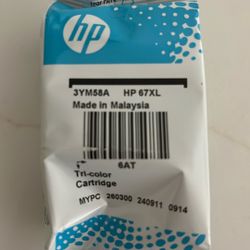 hp
3YM58A HP 67XL
Made in Malaysia
6AT
Tri-color
Cartridge
MYPC 260300 240911 0914